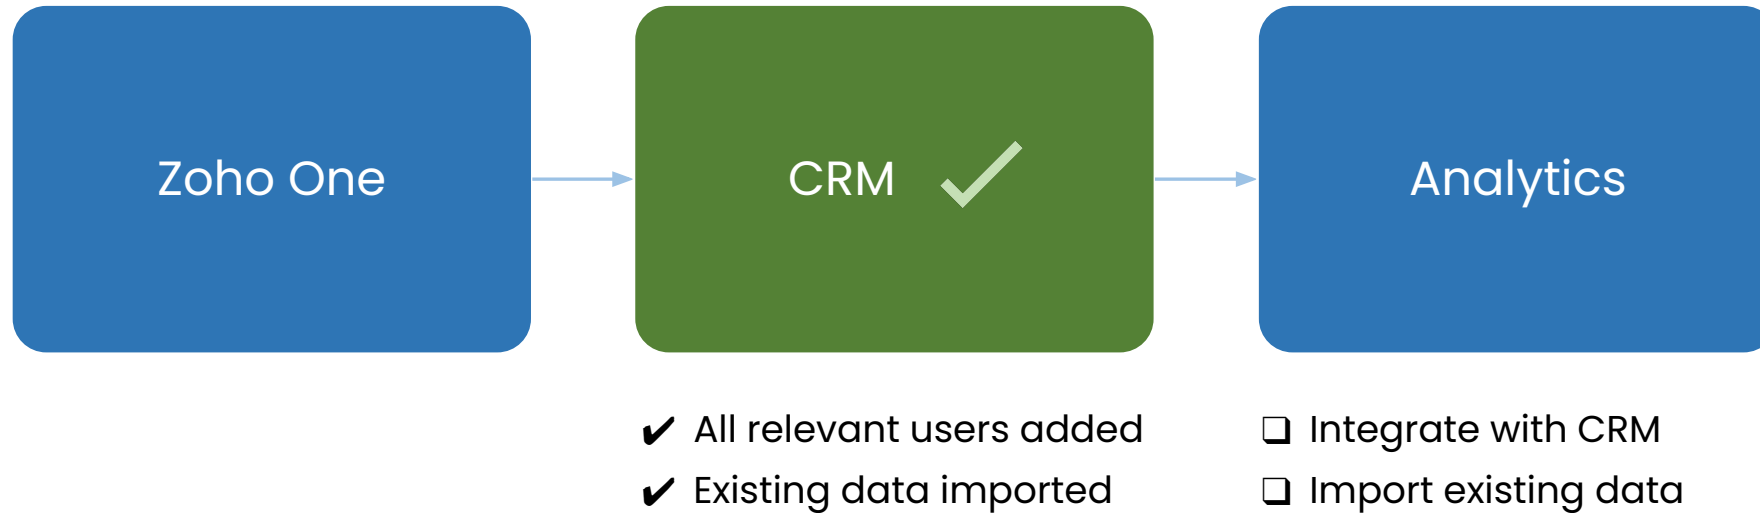 Zoho One
CRM
Analytics
✔ All relevant users added
✔ Existing data imported
❑ Integrate with CRM
❑ Import existing data